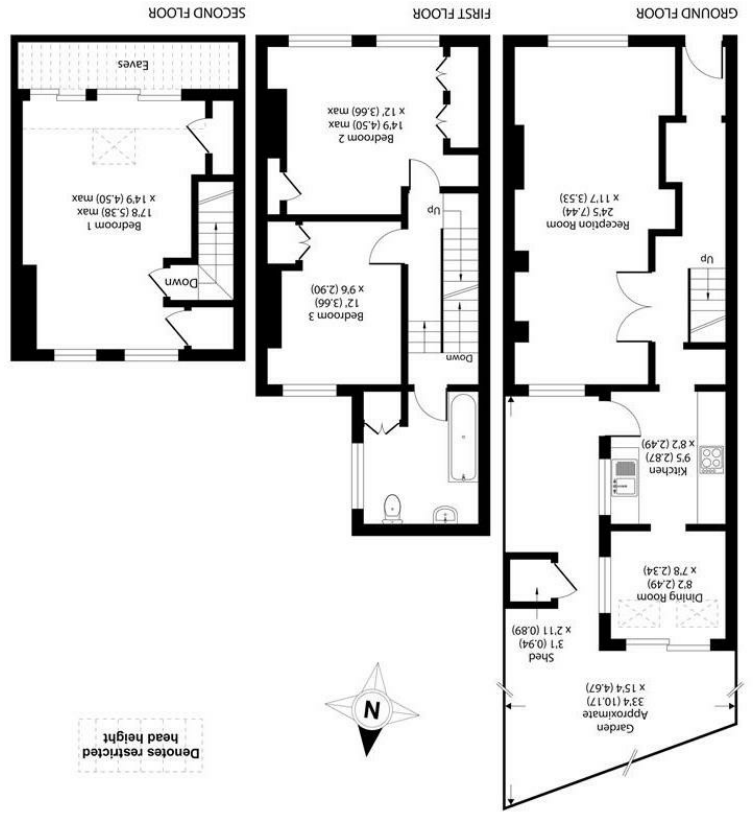 Denotes restricted
head height
N
Garden
Approximate
33'4 (10.17)
x 15'4 (4.67)
Shed
3'1 (0.94)
x 2'11 (0.89)
Dining Room
8'2 (2.49)
x 7'8 (2.34)
Kitchen
9'5 (2.87)
x 8'2 (2.49)
Up
Reception Room
24'5 (7.44)
x 11'7 (3.53)
GROUND FLOOR
Down
Bedroom 3
12' (3.66)
x 9'6 (2.90)
Up
Bedroom 2
14'9 (4.50) max
x 12' (3.66) max
FIRST FLOOR
Down
Bedroom 1
17'8 (5.38) max
x 14'9 (4.50) max
Eaves
SECOND FLOOR